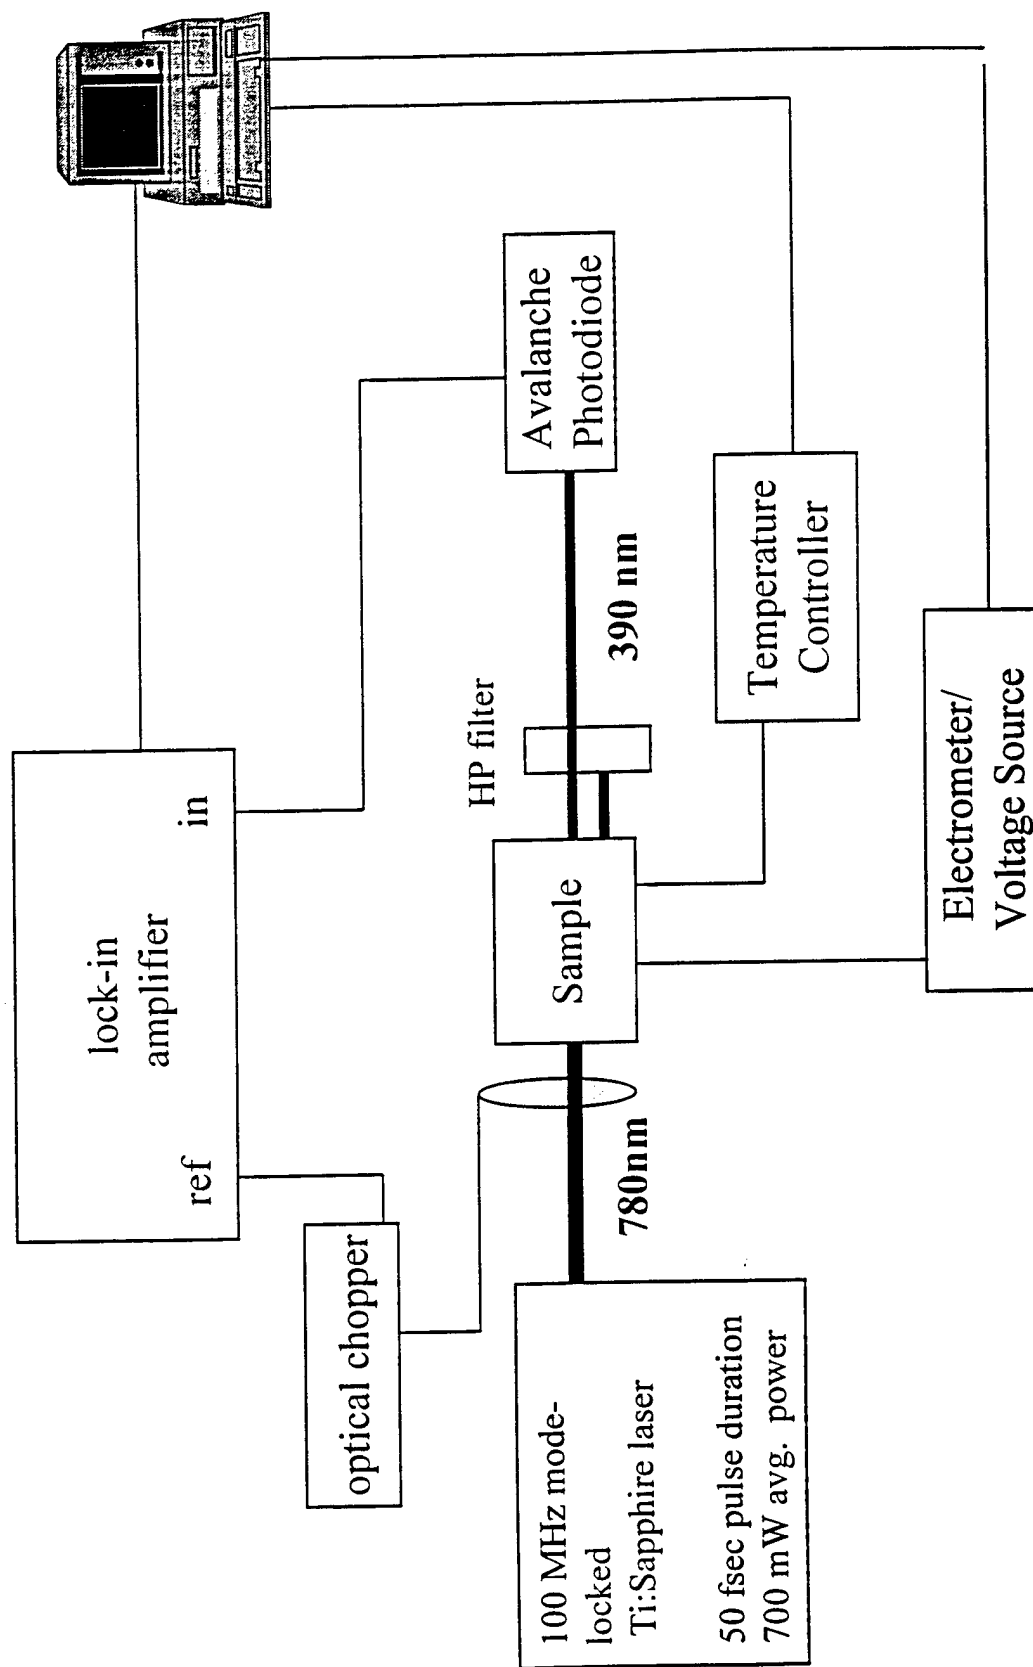 lock-in
amplifier
ref
in
optical chopper
HP filter
100 MHz mode-
locked
Ti:Sapphire laser
50 fsec pulse duration
700 mW avg. power
780nm
Sample
390 nm
Avalanche
Photodiode
Temperature
Controller
Electrometer/
Voltage Source